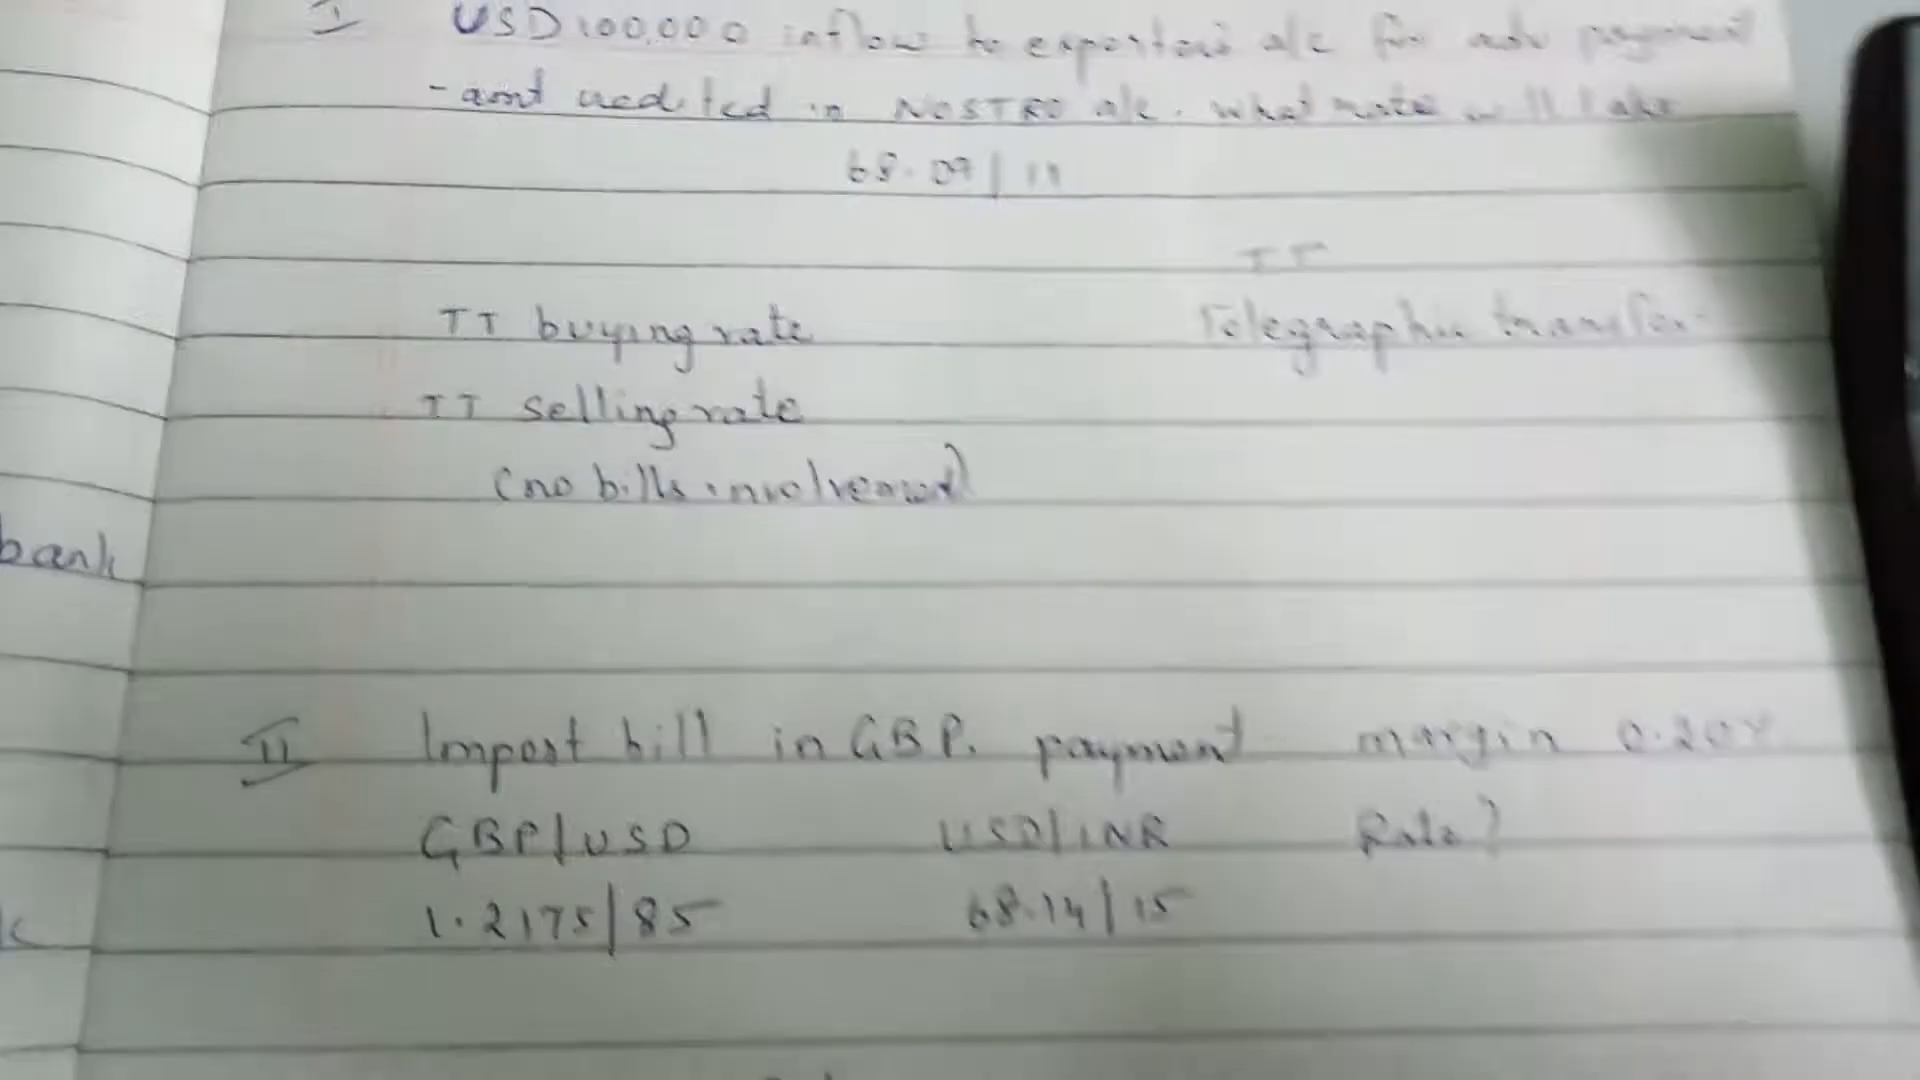 I USD 100,000 inflow to exporter's a/c for adv payment
- amt credited in NOSTRO a/c. what rate will take
68.09 | 11
TT
TT buying rate Telegraphic transfer
TT selling rate
(no bills involvement)
bank
II Import bill in GBP. payment margin 0.20%
GBP/USD USD/INR Rate?
1.2175/85 68.14/15